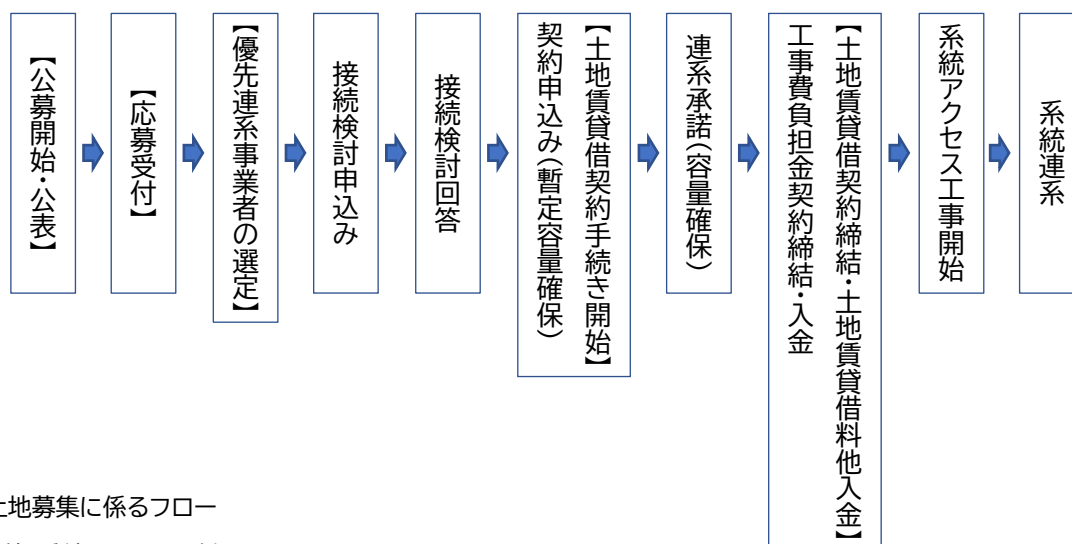 【公募開始・公表】
【応募受付】
【優先連系事業者の選定】
接続検討申込み
接続検討回答
【土地賃貸借契約手続き開始】
契約申込み(暫定容量確保)
連系承諾(容量確保)
【土地賃貸借契約締結・土地賃貸借料他入金】
工事費負担金契約締結・入金
系統アクセス工事開始
系統連系
土地募集に係るフロー